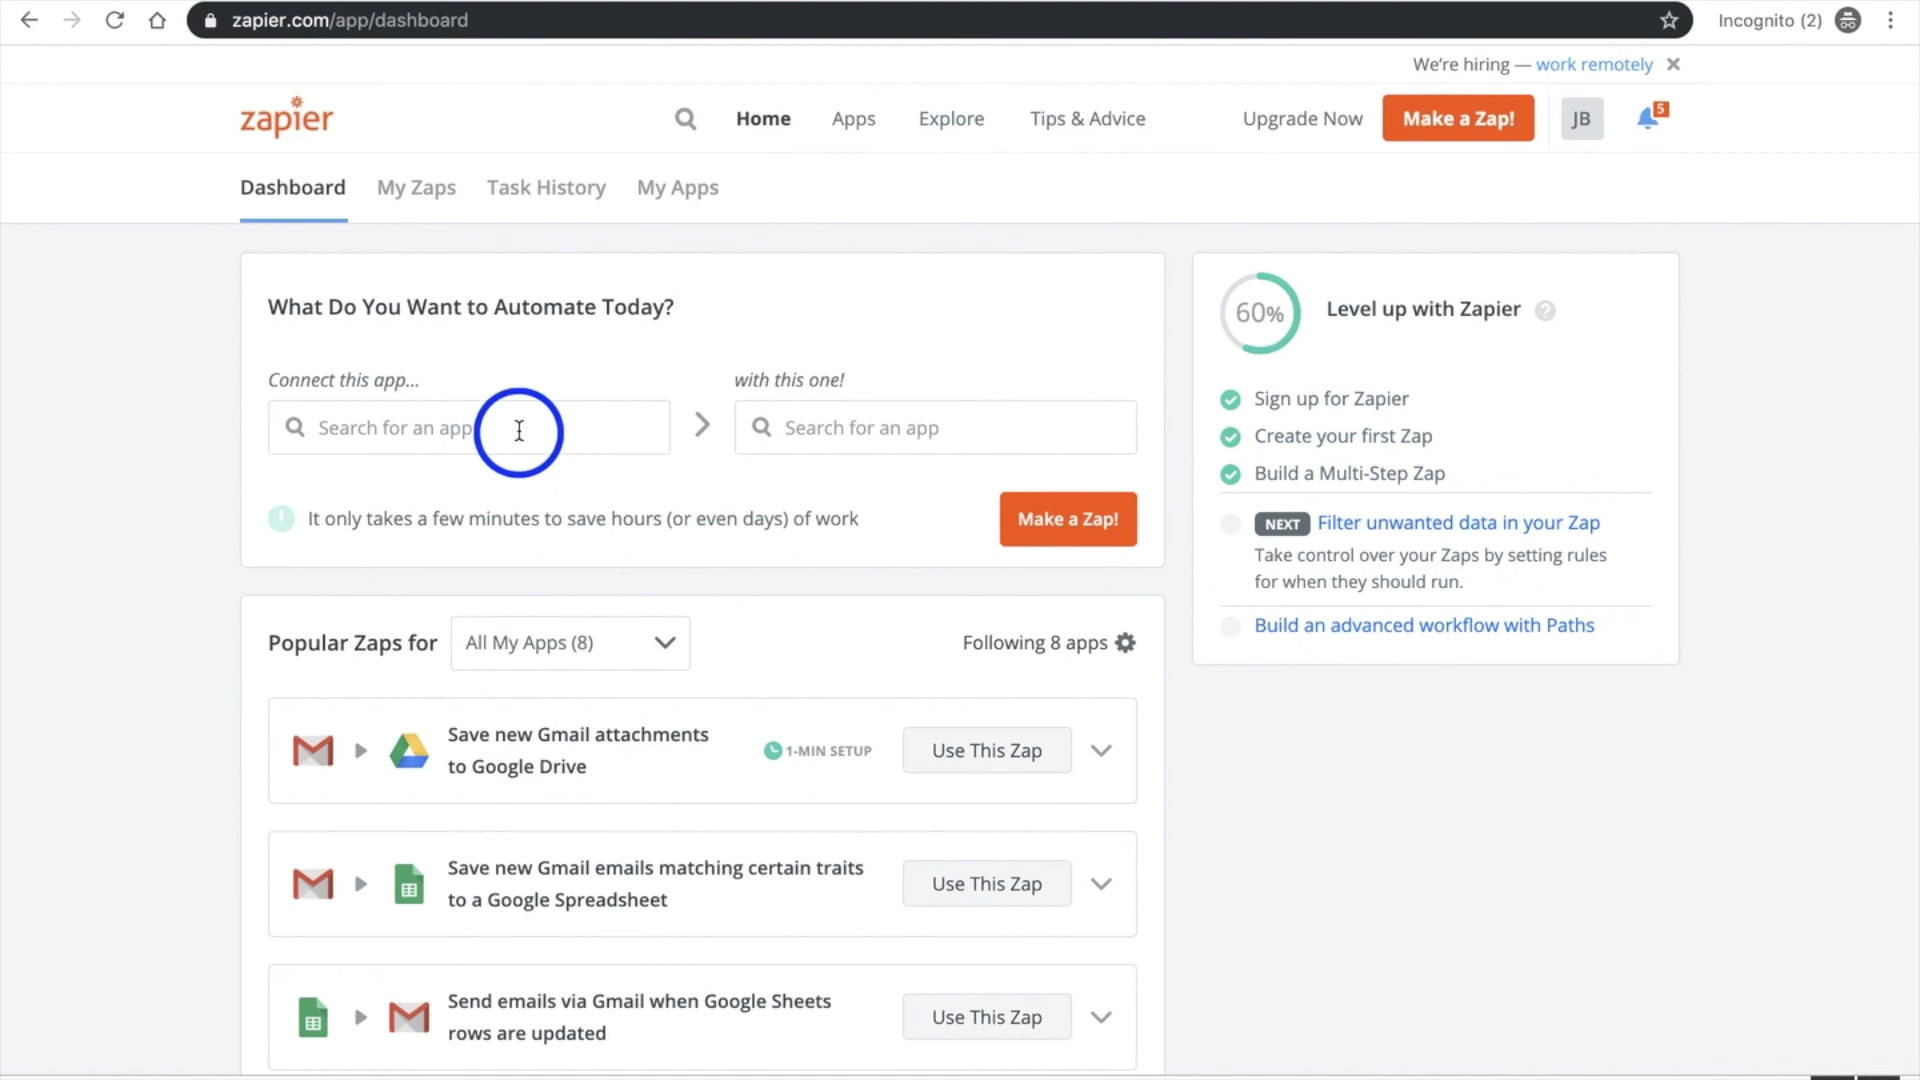 zapier.com/app/dashboard
Incognito (2)
We're hiring — work remotely
zapier
Home
Apps
Explore
Tips & Advice
Upgrade Now
Make a Zap!
JB
5
Dashboard
My Zaps
Task History
My Apps
What Do You Want to Automate Today?
Connect this app...
with this one!
Search for an app
Search for an app
It only takes a few minutes to save hours (or even days) of work
Make a Zap!
60%
Level up with Zapier
?
Sign up for Zapier
Create your first Zap
Build a Multi-Step Zap
NEXT Filter unwanted data in your Zap
Take control over your Zaps by setting rules
for when they should run.
Build an advanced workflow with Paths
Popular Zaps for
All My Apps (8)
Following 8 apps
Save new Gmail attachments
to Google Drive
1-MIN SETUP
Use This Zap
Save new Gmail emails matching certain traits
to a Google Spreadsheet
Use This Zap
Send emails via Gmail when Google Sheets
rows are updated
Use This Zap